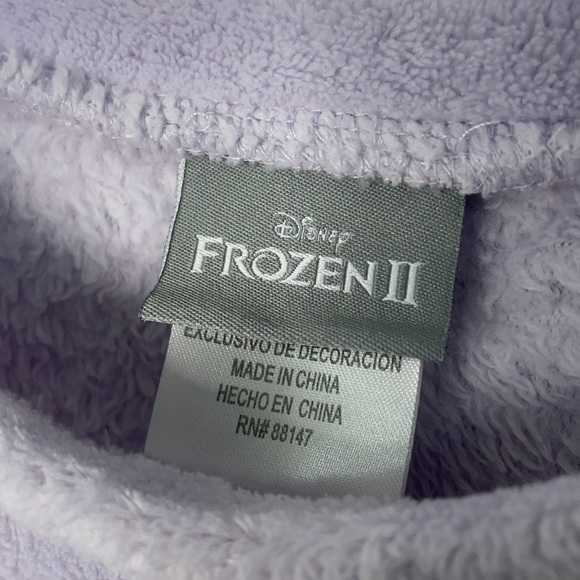 Disney
FROZEN II
EXCLUSIVO DE DECORACION
MADE IN CHINA
HECHO EN CHINA
RN# 88147